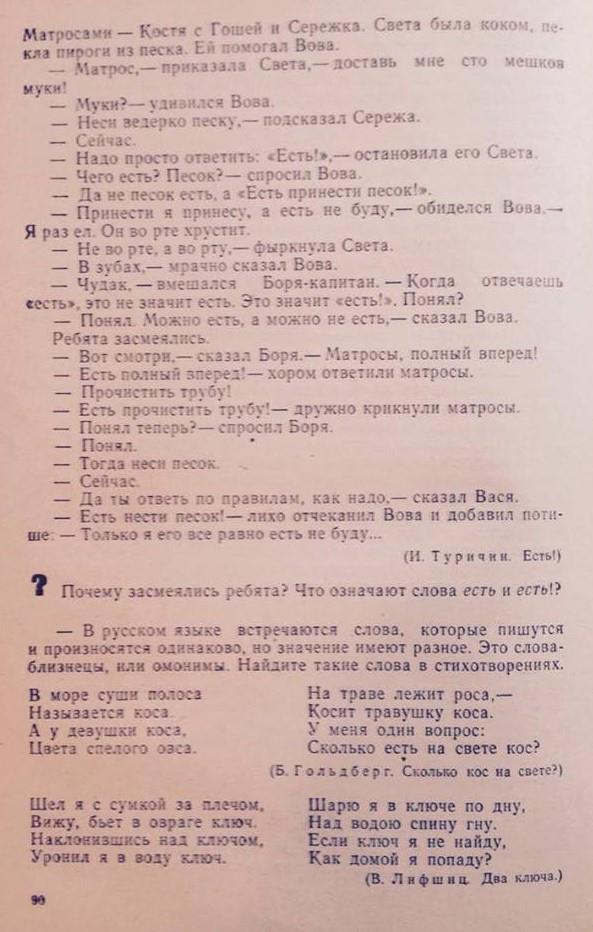 Матросами — Костя с Гошей и Сережка. Света была коком, пе-
кла пироги из песка. Ей помогал Вова.
— Матрос,— приказала Света,— доставь мне сто мешков
муки!
— Муки?— удивился Вова.
— Неси ведерко песку,— подсказал Сережа.
— Сейчас.
— Надо просто ответить: «Есть!»,— остановила его Света.
— Чего есть? Песок?— спросил Вова.
— Да не песок есть, а «Есть принести песок!».
— Принести я принесу, а есть не буду,— обиделся Вова.—
Я раз ел. Он во рте хрустит.
— Не во рте, а во рту,— фыркнула Света.
— В зубах,— мрачно сказал Вова.
— Чудак,— вмешался Боря-капитан. — Когда отвечаешь
«есть», это не значит есть. Это значит «есть!». Понял?
— Понял. Можно есть, а можно не есть,— сказал Вова.
Ребята засмеялись.
— Вот смотри,— сказал Боря.— Матросы, полный вперед!
— Есть полный вперед!— хором ответили матросы.
— Прочистить трубу!
— Есть прочистить трубу!— дружно крикнули матросы.
— Понял теперь?— спросил Боря.
— Понял.
— Тогда неси песок.
— Сейчас.
— Да ты ответь по правилам, как надо,— сказал Вася.
— Есть нести песок!— лихо отчеканил Вова и добавил поти-
ше: — Только я его все равно есть не буду...
(И. Туричин. Есть!)
? Почему засмеялись ребята? Что означают слова есть и есть!?
— В русском языке встречаются слова, которые пишутся
и произносятся одинаково, но значение имеют разное. Это слова-
близнецы, или омонимы. Найдите такие слова в стихотворениях.
В море суши полоса
Называется коса.
А у девушки коса,
Цвета спелого овса.
На траве лежит роса,—
Косит травушку коса.
У меня один вопрос:
Сколько есть на свете кос?
(Б. Гольдберг. Сколько кос на свете?)
Шел я с сумкой за плечом,
Вижу, бьет в овраге ключ.
Наклонившись над ключом,
Уронил я в воду ключ.
Шарю я в ключе по дну,
Над водою спину гну.
Если ключ я не найду,
Как домой я попаду?
(В. Лифшиц. Два ключа.)
90